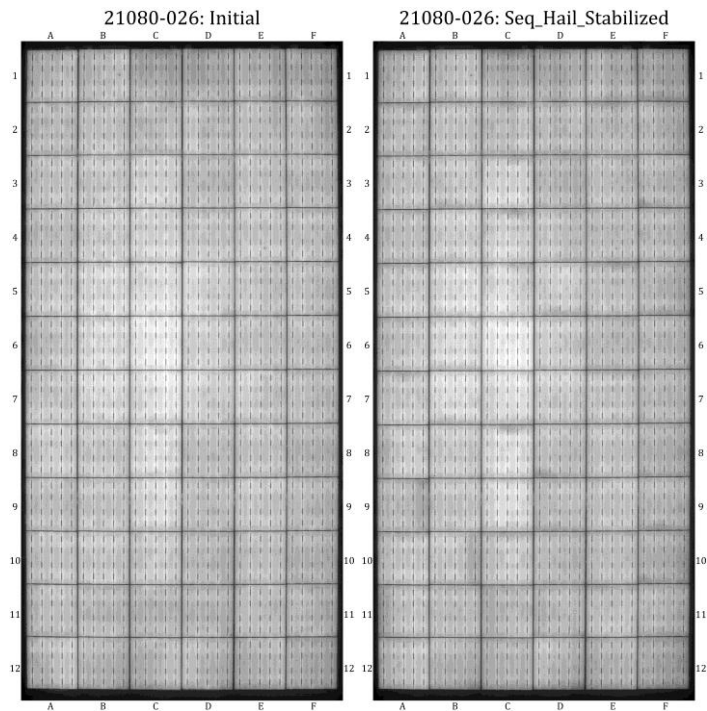 21080-026: Initial
21080-026: Seq_Hail_Stabilized
A B C D E F
A B C D E F
1 1 1 1
2 2 2 2
3 3 3 3
4 4 4 4
5 5 5 5
6 6 6 6
7 7 7 7
8 8 8 8
9 9 9 9
10 10 10 10
11 11 11 11
12 12 12 12
A B C D E F
A B C D E F